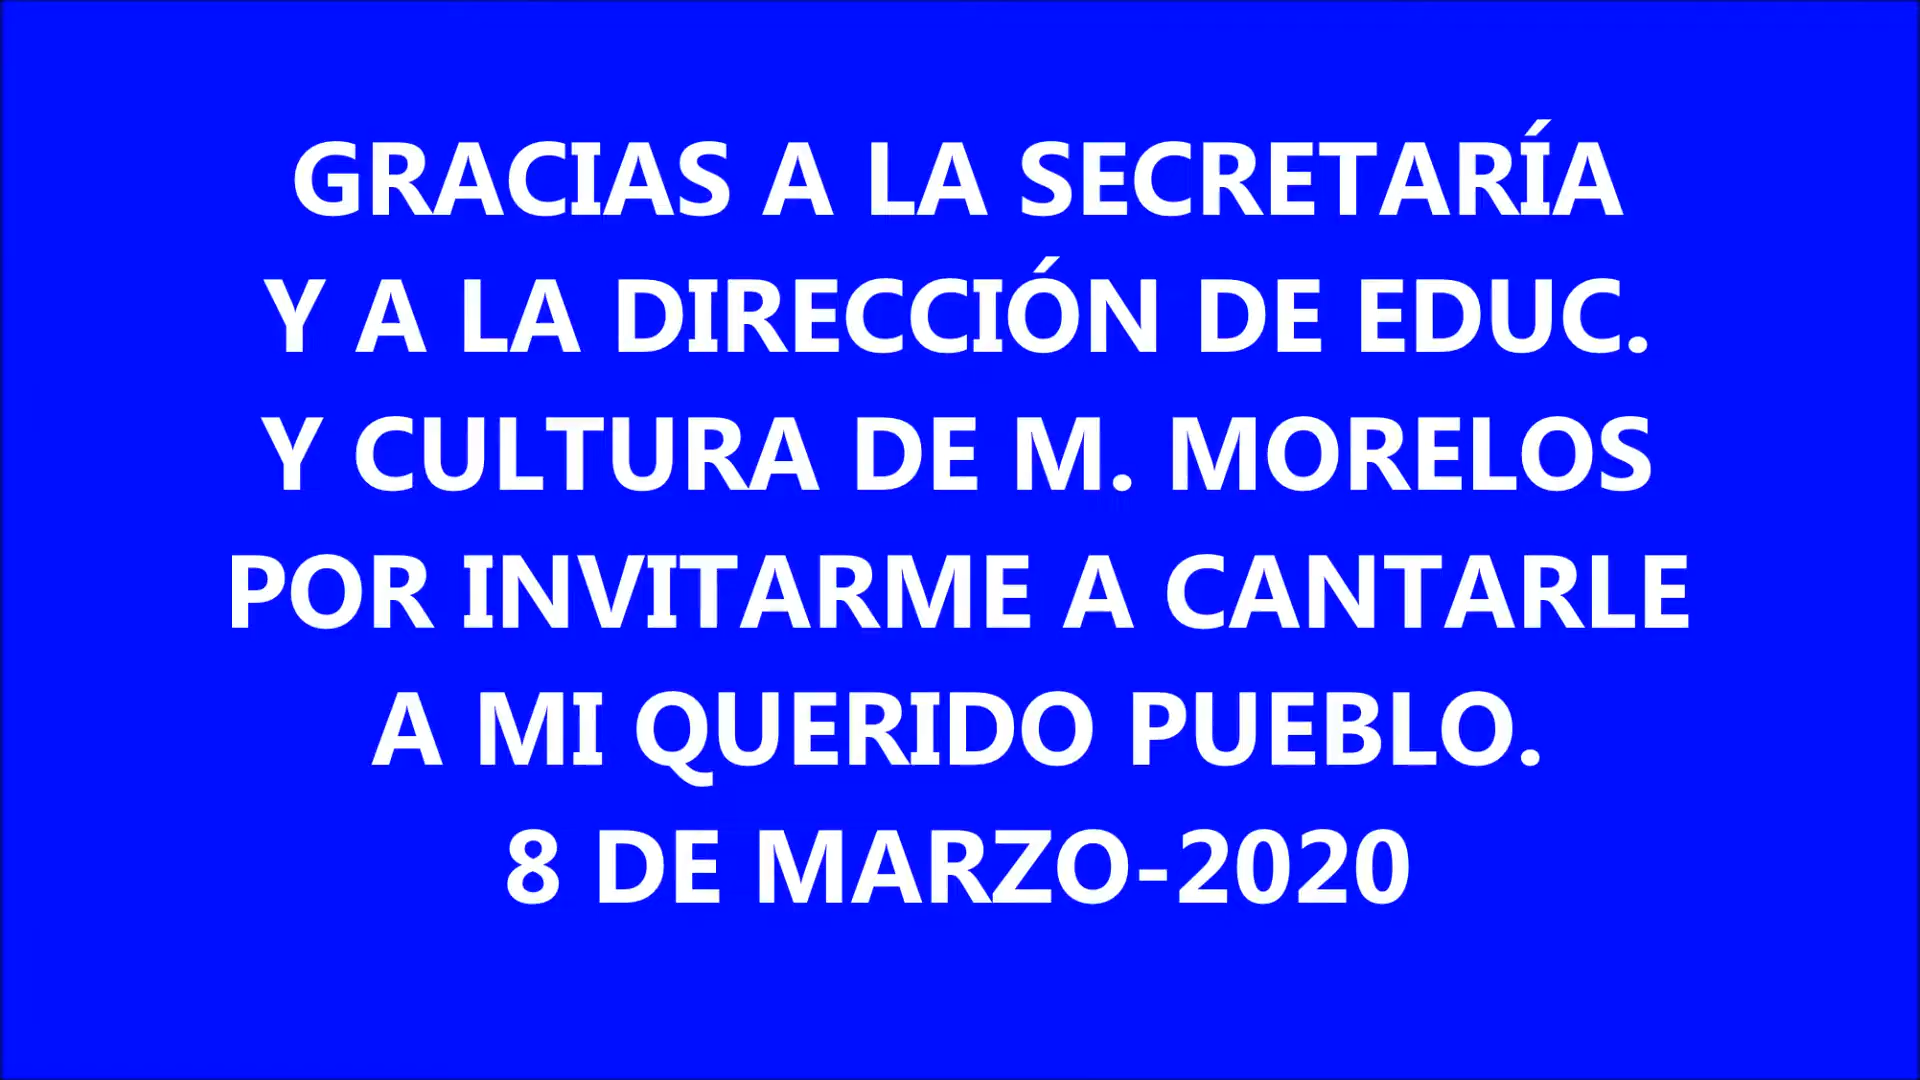 GRACIAS A LA SECRETARÍA
Y A LA DIRECCIÓN DE EDUC.
Y CULTURA DE M. MORELOS
POR INVITARME A CANTARLE
A MI QUERIDO PUEBLO.
8 DE MARZO-2020